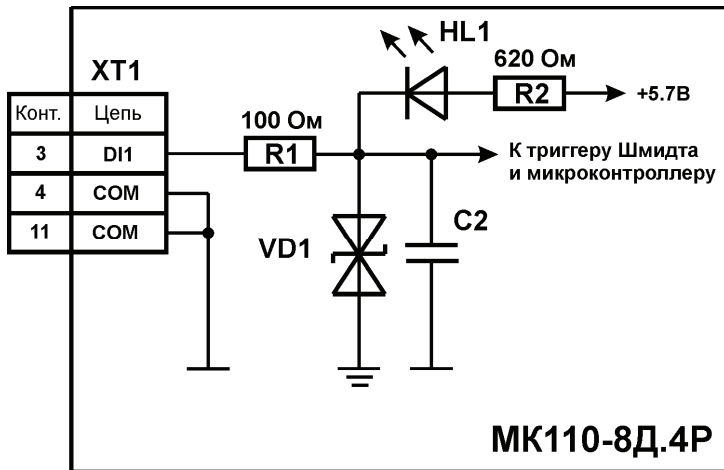 HL1
620 Ом
XT1
R2
+5.7В
Конт.
Цепь
100 Ом
3
DI1
R1
К триггеру Шмидта
и микроконтроллеру
4
COM
11
COM
VD1
C2
МК110-8Д.4Р